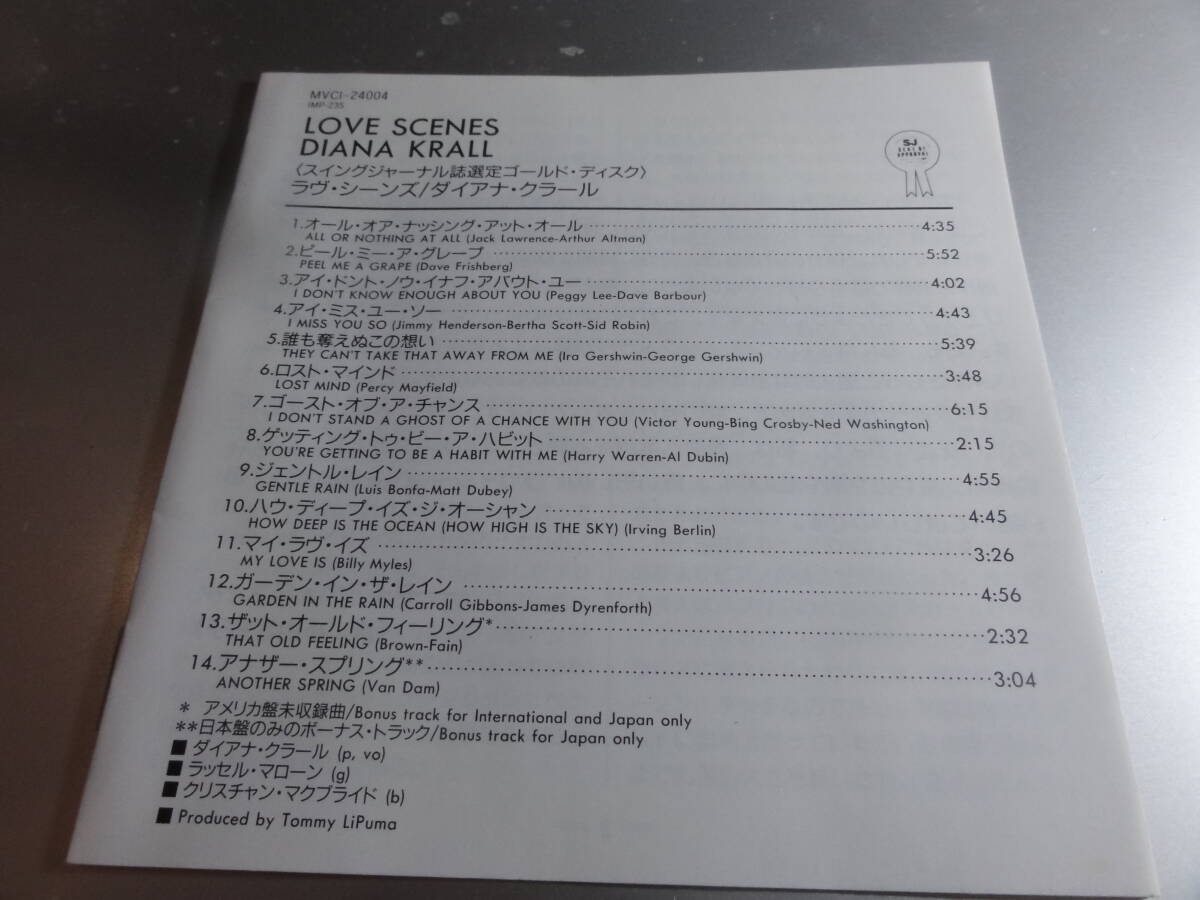 MVCI-24004
IMP-235
LOVE SCENES
DIANA KRALL
〈スイングジャーナル誌選定ゴールド・ディスク〉
ラヴ・シーンズ/ダイアナ・クラール
SJ
SEAL OF
APPROVAL
1.オール・オア・ナッシング・アット・オール 4:35
ALL OR NOTHING AT ALL (Jack Lawrence-Arthur Altman)
2.ピール・ミー・ア・グレープ 5:52
PEEL ME A GRAPE (Dave Frishberg)
3.アイ・ドント・ノウ・イナフ・アバウト・ユー 4:02
I DON'T KNOW ENOUGH ABOUT YOU (Peggy Lee-Dave Barbour)
4.アイ・ミス・ユー・ソー 4:43
I MISS YOU SO (Jimmy Henderson-Bertha Scott-Sid Robin)
5.誰も奪えぬこの想い 5:39
THEY CAN'T TAKE THAT AWAY FROM ME (Ira Gershwin-George Gershwin)
6.ロスト・マインド 3:48
LOST MIND (Percy Mayfield)
7.ゴースト・オブ・ア・チャンス 6:15
I DON'T STAND A GHOST OF A CHANCE WITH YOU (Victor Young-Bing Crosby-Ned Washington)
8.ゲッティング・トゥ・ビー・ア・ハビット 2:15
YOU'RE GETTING TO BE A HABIT WITH ME (Harry Warren-Al Dubin)
9.ジェントル・レイン 4:55
GENTLE RAIN (Luis Bonfa-Matt Dubey)
10.ハウ・ディープ・イズ・ジ・オーシャン 4:45
HOW DEEP IS THE OCEAN (HOW HIGH IS THE SKY) (Irving Berlin)
11.マイ・ラヴ・イズ 3:26
MY LOVE IS (Billy Myles)
12.ガーデン・イン・ザ・レイン 4:56
GARDEN IN THE RAIN (Carroll Gibbons-James Dyrenforth)
13.ザット・オールド・フィーリング* 2:32
THAT OLD FEELING (Brown-Fain)
14.アナザー・スプリング** 3:04
ANOTHER SPRING (Van Dam)
* アメリカ盤未収録曲/Bonus track for International and Japan only
**日本盤のみのボーナス・トラック/Bonus track for Japan only
■ ダイアナ・クラール (p, vo)
■ ラッセル・マローン (g)
■ クリスチャン・マクブライド (b)
■ Produced by Tommy LiPuma